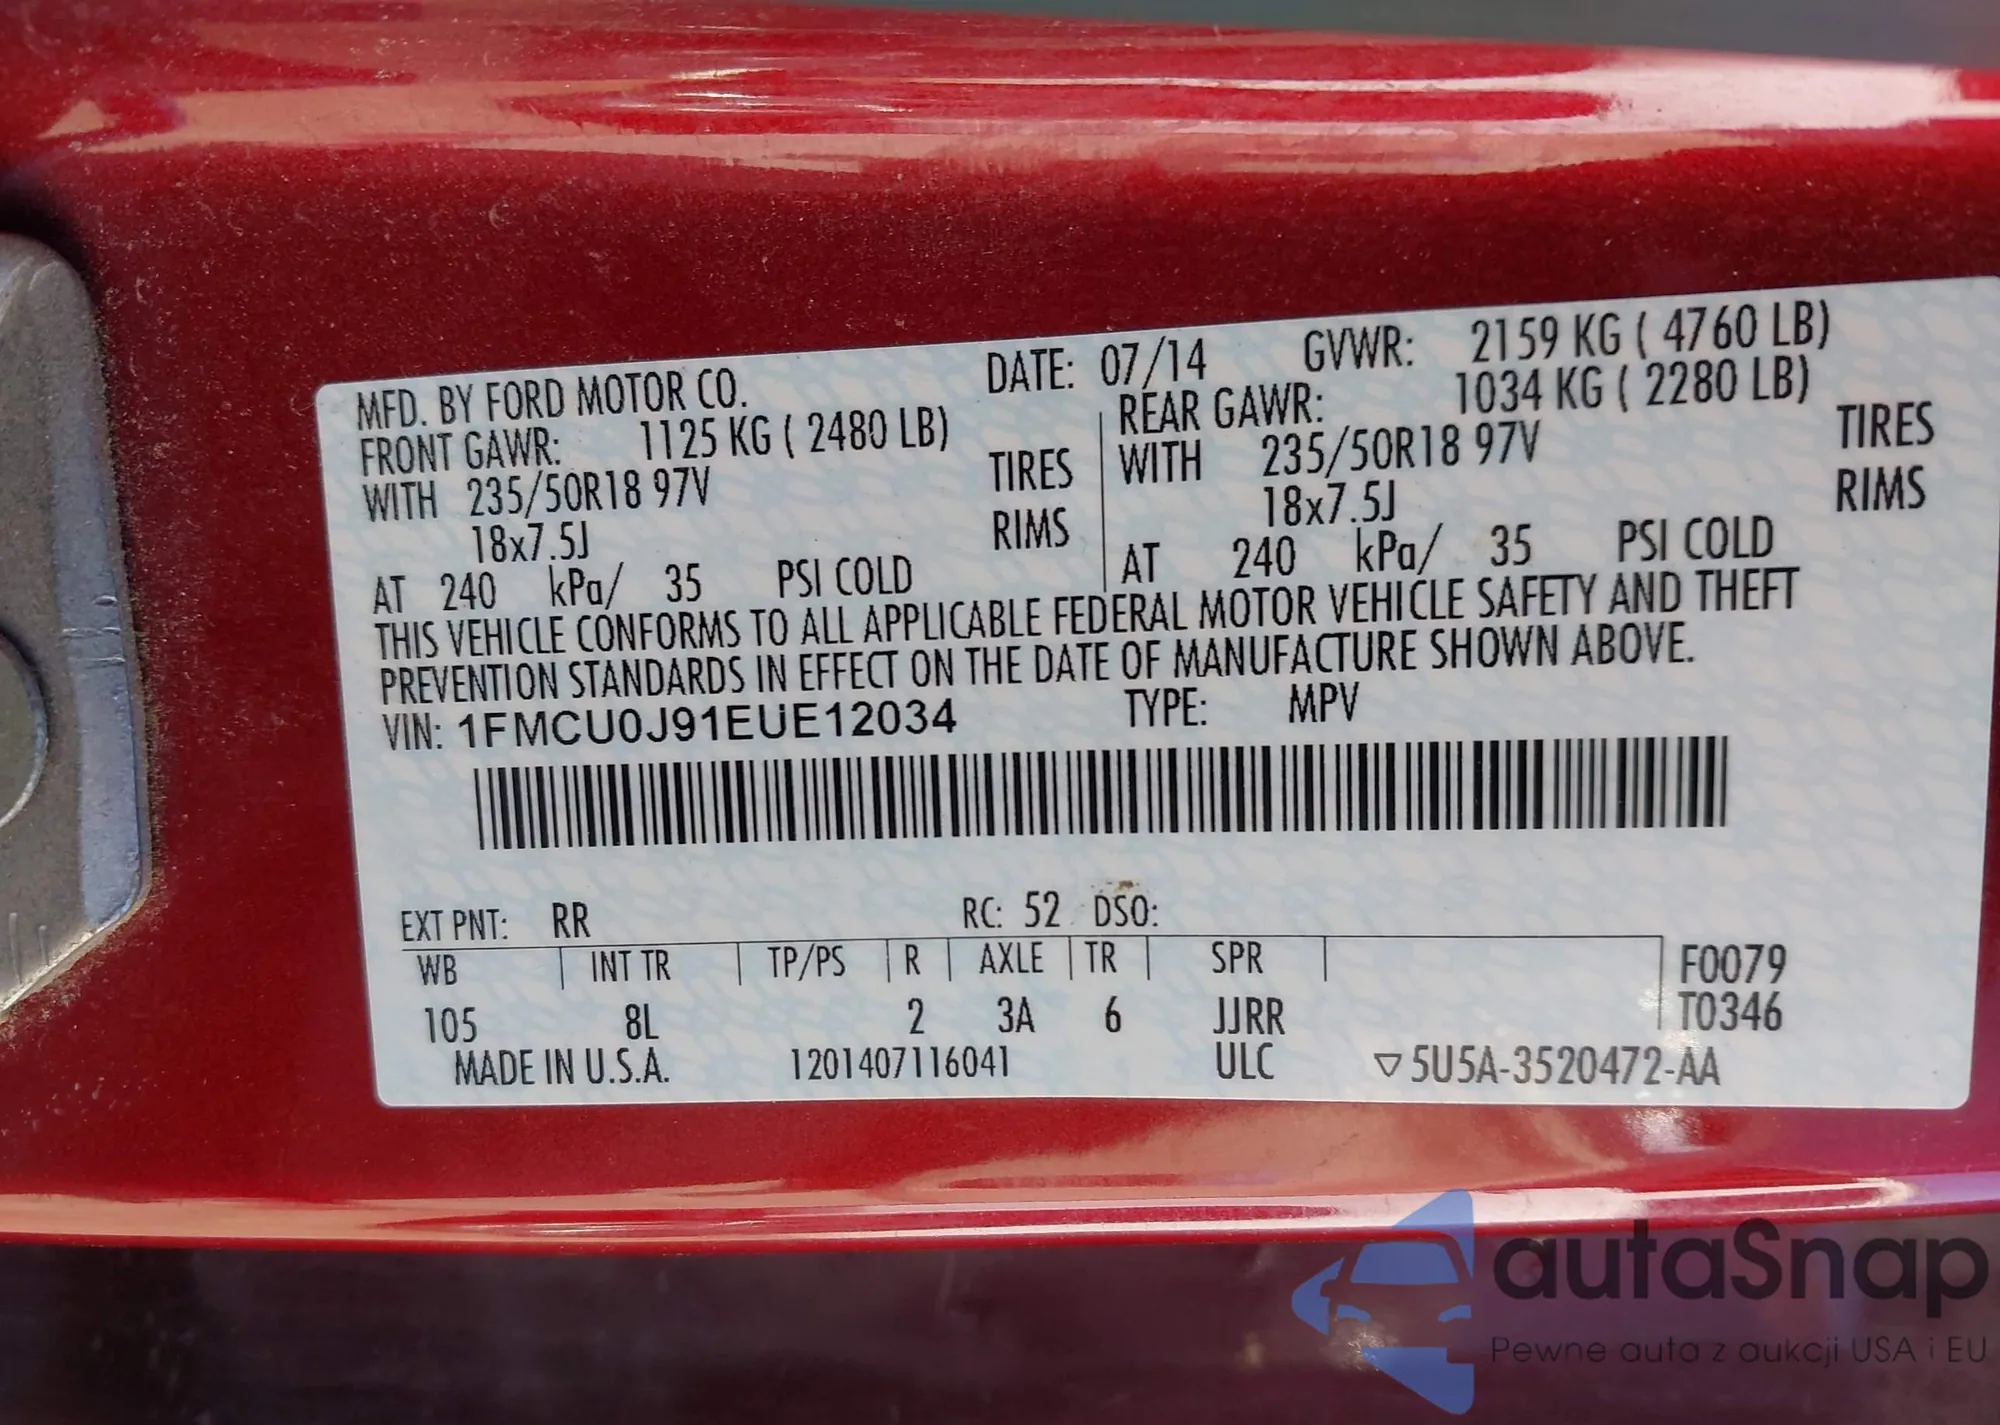 MFD. BY FORD MOTOR CO. DATE: 07/14 GVWR: 2159 KG ( 4760 LB)
FRONT GAWR: 1125 KG ( 2480 LB) REAR GAWR: 1034 KG ( 2280 LB)
WITH 235/50R18 97V TIRES WITH 235/50R18 97V TIRES
18x7.5J RIMS 18x7.5J RIMS
AT 240 kPa/ 35 PSI COLD AT 240 kPa/ 35 PSI COLD
THIS VEHICLE CONFORMS TO ALL APPLICABLE FEDERAL MOTOR VEHICLE SAFETY AND THEFT
PREVENTION STANDARDS IN EFFECT ON THE DATE OF MANUFACTURE SHOWN ABOVE.
VIN: 1FMCU0J91EUE12034 TYPE: MPV
EXT PNT: RR RC: 52 DSO:
WB INT TR TP/PS R AXLE TR SPR F0079
105 8L 2 3A 6 JJRR T0346
MADE IN U.S.A. 1201407116041 ULC ▽5U5A-3520472-AA
autaSnap
Pewne auta z aukcji USA i EU